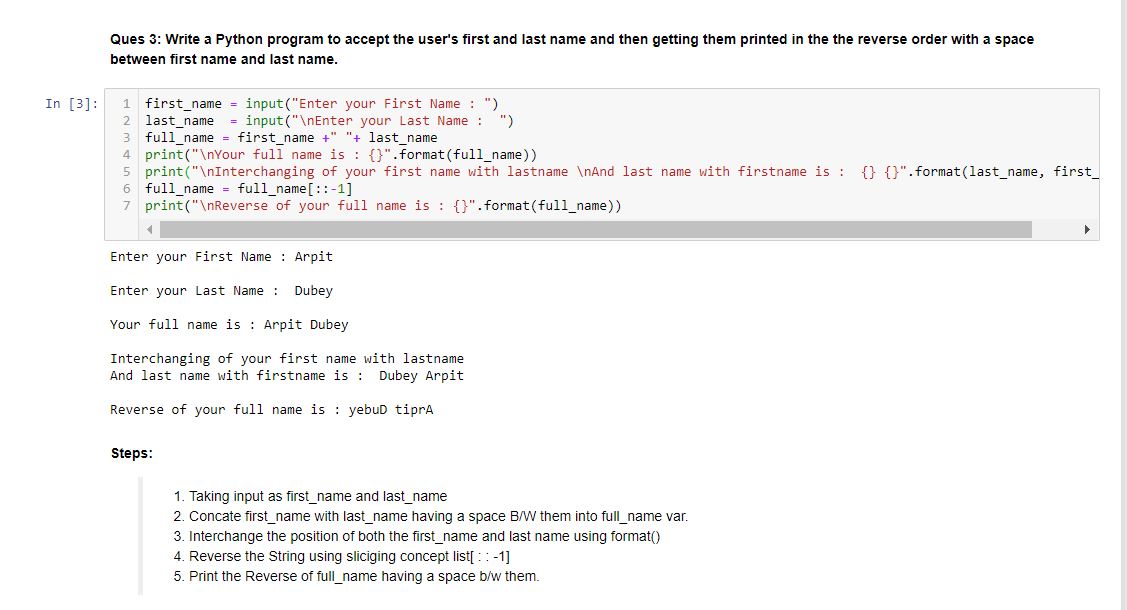 Ques 3: Write a Python program to accept the user's first and last name and then getting them printed in the the reverse order with a space
between first name and last name.
In [3]:
1 first_name = input("Enter your First Name : ")
2 last_name  = input("\nEnter your Last Name :  ")
3 full_name = first_name +" "+ last_name
4 print("\nYour full name is : {}".format(full_name))
5 print("\nInterchanging of your first name with lastname \nAnd last name with firstname is :  {} {}".format(last_name, first_
6 full_name = full_name[::-1]
7 print("\nReverse of your full name is : {}".format(full_name))
Enter your First Name : Arpit
Enter your Last Name :  Dubey
Your full name is : Arpit Dubey
Interchanging of your first name with lastname
And last name with firstname is :  Dubey Arpit
Reverse of your full name is : yebuD tiprA
Steps:
1. Taking input as first_name and last_name
2. Concate first_name with last_name having a space B/W them into full_name var.
3. Interchange the position of both the first_name and last name using format()
4. Reverse the String using sliciging concept list[ : : -1]
5. Print the Reverse of full_name having a space b/w them.